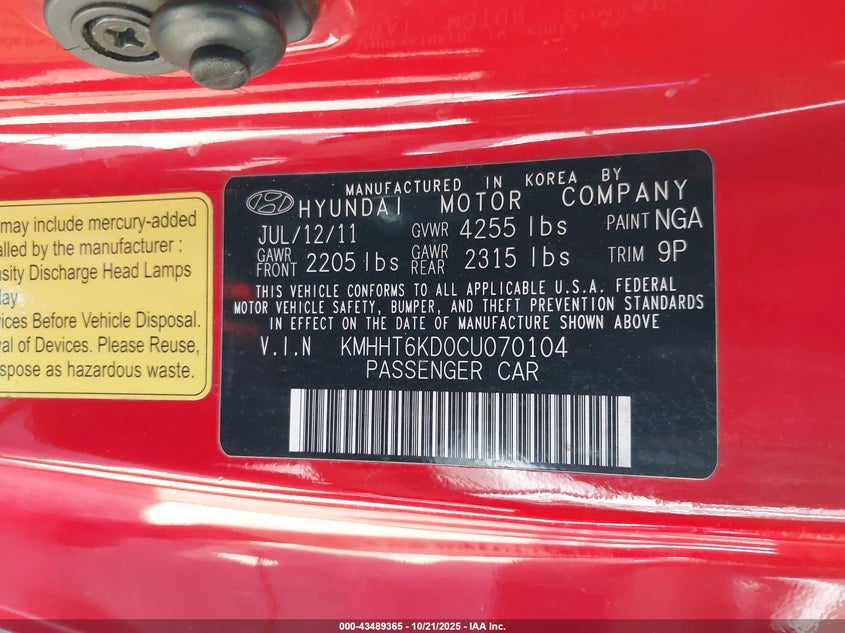 may include mercury-added
alled by the manufacturer :
nsity Discharge Head Lamps
lay
vices Before Vehicle Disposal.
val of Devices. Please Reuse,
spose as hazardous waste.
MANUFACTURED IN KOREA BY
HYUNDAI MOTOR COMPANY
JUL/12/11 GVWR 4255 lbs PAINT NGA
GAWR FRONT 2205 lbs GAWR REAR 2315 lbs TRIM 9P
THIS VEHICLE CONFORMS TO ALL APPLICABLE U.S.A. FEDERAL
MOTOR VEHICLE SAFETY, BUMPER, AND THEFT PREVENTION STANDARDS
IN EFFECT ON THE DATE OF MANUFACTURE SHOWN ABOVE
V.I.N KMHHT6KD0CU070104
PASSENGER CAR
000-43489365 - 10/21/2025 - IAA Inc.